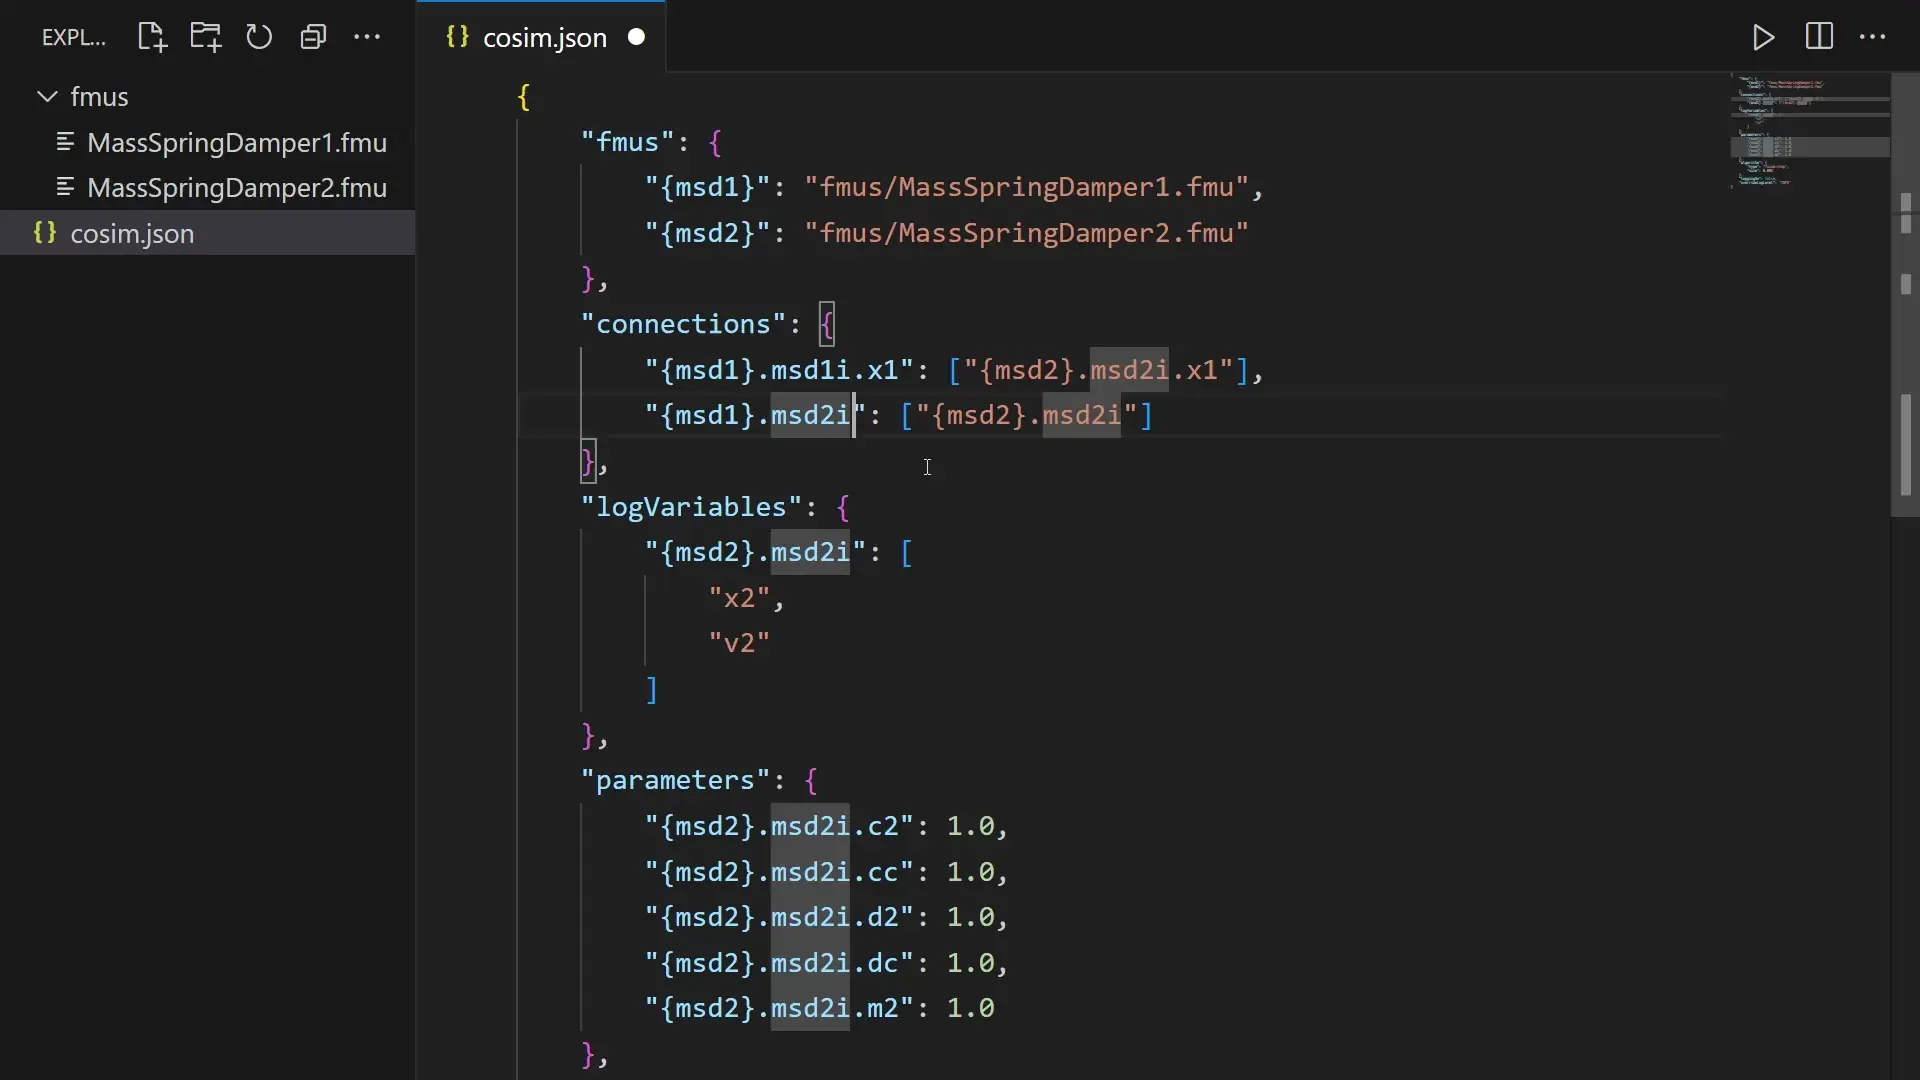 EXPL...
fmus
MassSpringDamper1.fmu
MassSpringDamper2.fmu
{} cosim.json
{} cosim.json
{
"fmus": {
"{msd1}": "fmus/MassSpringDamper1.fmu",
"{msd2}": "fmus/MassSpringDamper2.fmu"
},
"connections": {
"{msd1}.msd1i.x1": ["{msd2}.msd2i.x1"],
"{msd1}.msd2i": ["{msd2}.msd2i"]
},
"logVariables": {
"{msd2}.msd2i": [
"x2",
"v2"
]
},
"parameters": {
"{msd2}.msd2i.c2": 1.0,
"{msd2}.msd2i.cc": 1.0,
"{msd2}.msd2i.d2": 1.0,
"{msd2}.msd2i.dc": 1.0,
"{msd2}.msd2i.m2": 1.0
},